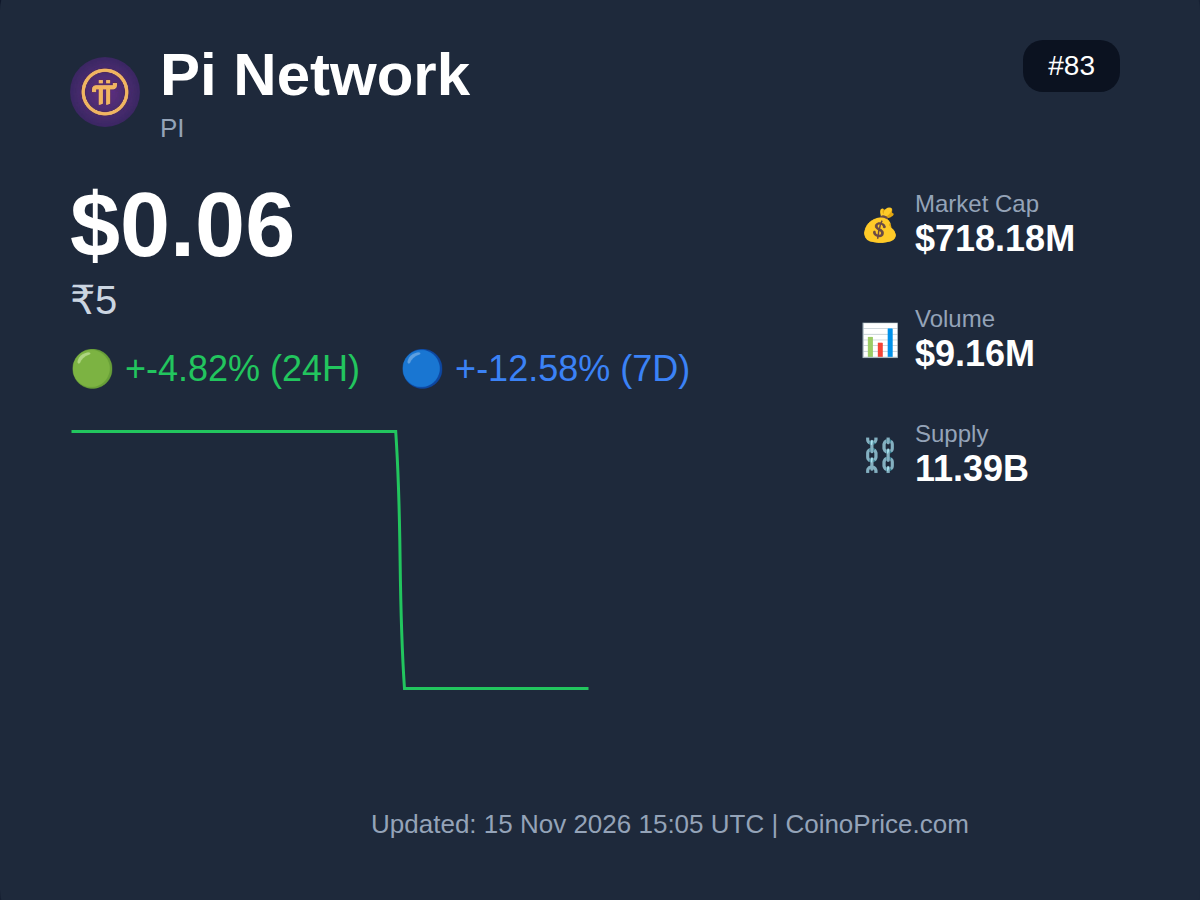 Pi Network
PI
#83
$0.06
₹5
+-4.82% (24H)
+-12.58% (7D)
Market Cap
$718.18M
Volume
$9.16M
Supply
11.39B
Updated: 15 Nov 2026 15:05 UTC | CoinoPrice.com